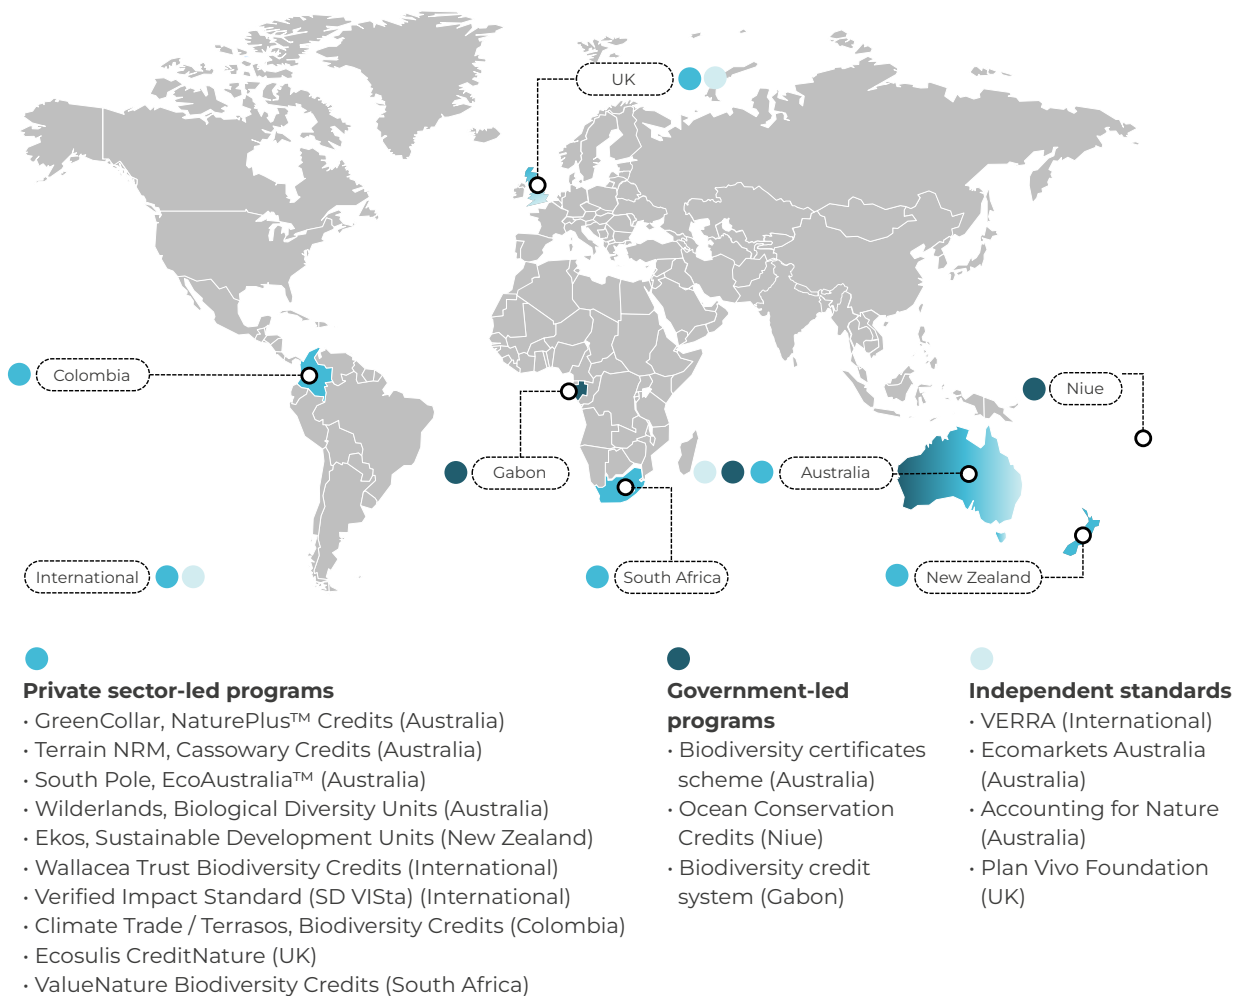 UK
Colombia
Niue
Gabon
Australia
International
South Africa
New Zealand
Private sector-led programs
· GreenCollar, NaturePlus™ Credits (Australia)
· Terrain NRM, Cassowary Credits (Australia)
· South Pole, EcoAustralia™ (Australia)
· Wilderlands, Biological Diversity Units (Australia)
· Ekos, Sustainable Development Units (New Zealand)
· Wallacea Trust Biodiversity Credits (International)
· Verified Impact Standard (SD VISta) (International)
· Climate Trade / Terrasos, Biodiversity Credits (Colombia)
· Ecosulis CreditNature (UK)
· ValueNature Biodiversity Credits (South Africa)
Government-led
programs
· Biodiversity certificates
scheme (Australia)
· Ocean Conservation
Credits (Niue)
· Biodiversity credit
system (Gabon)
Independent standards
· VERRA (International)
· Ecomarkets Australia
(Australia)
· Accounting for Nature
(Australia)
· Plan Vivo Foundation
(UK)